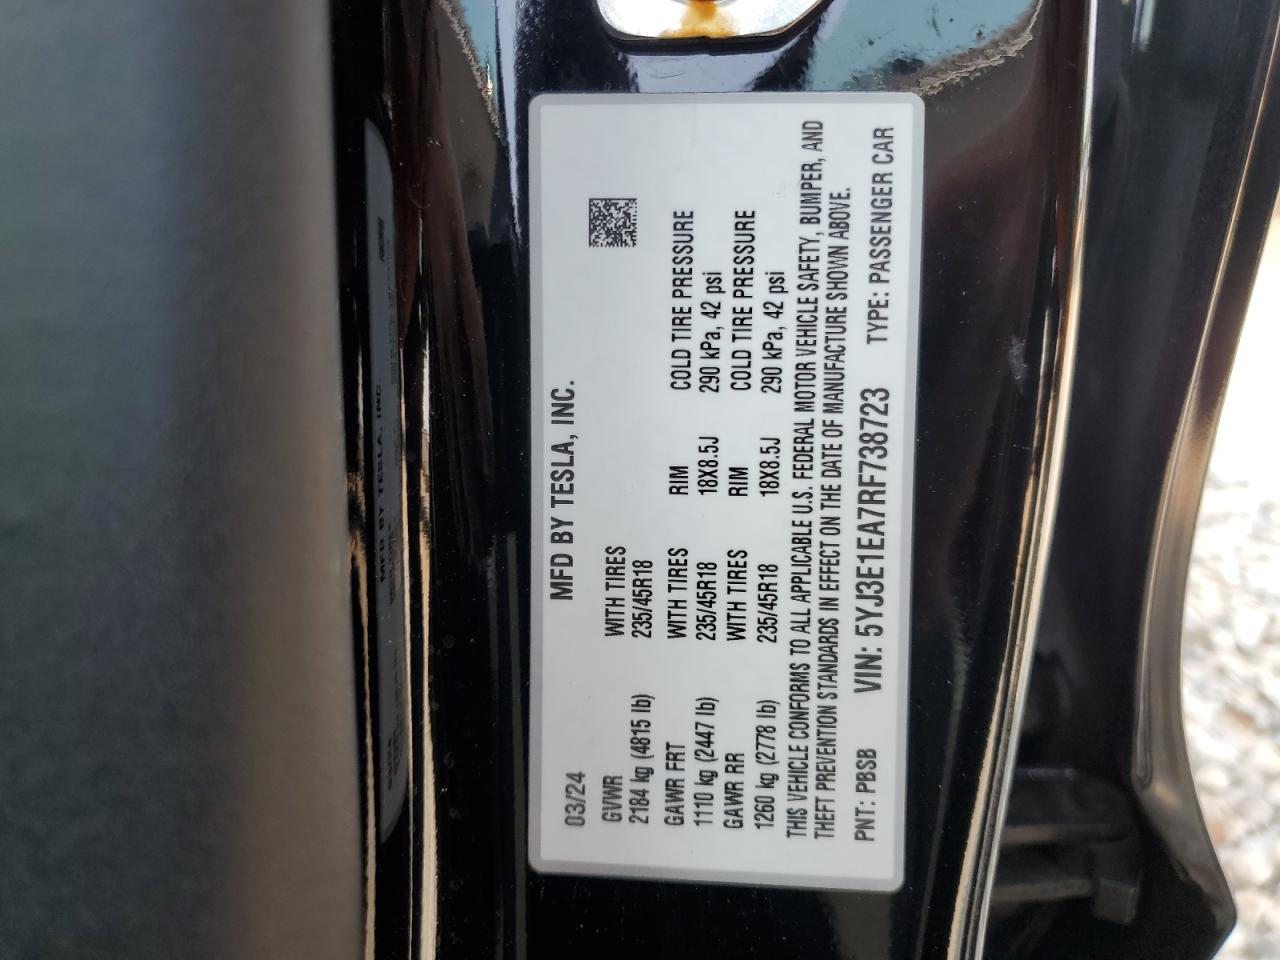 MFD BY TESLA, INC.
03/24
GVWR WITH TIRES
2184 kg (4815 lb) 235/45R18
GAWR FRT WITH TIRES RIM COLD TIRE PRESSURE
1110 kg (2447 lb) 235/45R18 18X8.5J 290 kPa, 42 psi
GAWR RR WITH TIRES RIM COLD TIRE PRESSURE
1260 kg (2778 lb) 235/45R18 18X8.5J 290 kPa, 42 psi
THIS VEHICLE CONFORMS TO ALL APPLICABLE U.S. FEDERAL MOTOR VEHICLE SAFETY, BUMPER, AND
THEFT PREVENTION STANDARDS IN EFFECT ON THE DATE OF MANUFACTURE SHOWN ABOVE.
PNT: PBSB VIN: 5YJ3E1EA7RF738723 TYPE: PASSENGER CAR
MFD BY TESLA, INC.